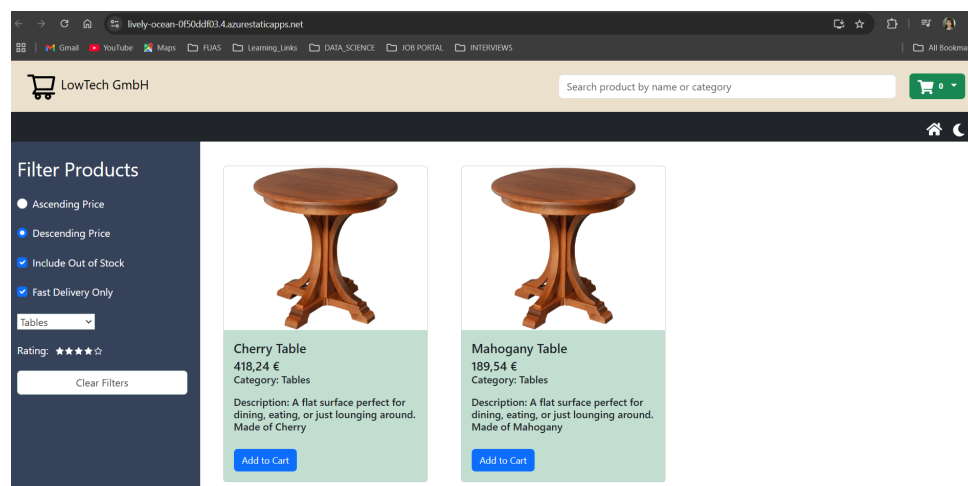 lively-ocean-0f50ddf03.4.azurestaticapps.net
Gmail YouTube Maps FUAS Learning_Links DATA_SCIENCE JOB PORTAL INTERVIEWS All Bookma
LowTech GmbH
Search product by name or category
0
Filter Products
Ascending Price
Descending Price
Include Out of Stock
Fast Delivery Only
Tables
Rating: ★★★★☆
Clear Filters
Cherry Table
418,24 €
Category: Tables
Description: A flat surface perfect for
dining, eating, or just lounging around.
Made of Cherry
Add to Cart
Mahogany Table
189,54 €
Category: Tables
Description: A flat surface perfect for
dining, eating, or just lounging around.
Made of Mahogany
Add to Cart